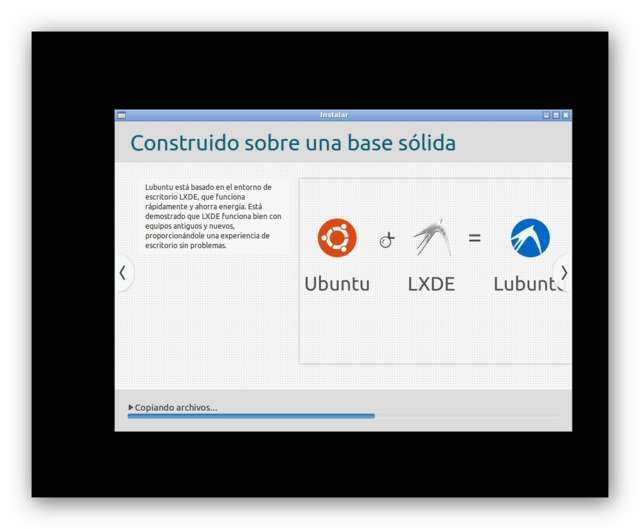 Instalar
Construido sobre una base sólida
Lubuntu está basado en el entorno de
escritorio LXDE, que funciona
rápidamente y ahorra energía. Está
demostrado que LXDE funciona bien con
equipos antiguos y nuevos,
proporcionándole una experiencia de
escritorio sin problemas.
& =
Ubuntu LXDE Lubuntu
Copiando archivos...